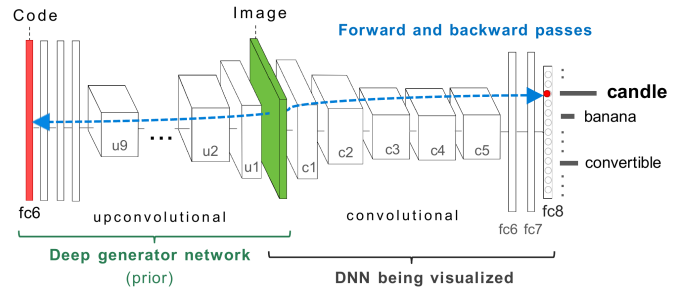 Code
Image
Forward and backward passes
u9
...
u2
u1
c1
c2
c3
c4
c5
candle
banana
convertible
fc6
upconvolutional
convolutional
fc6
fc7
fc8
Deep generator network
(prior)
DNN being visualized